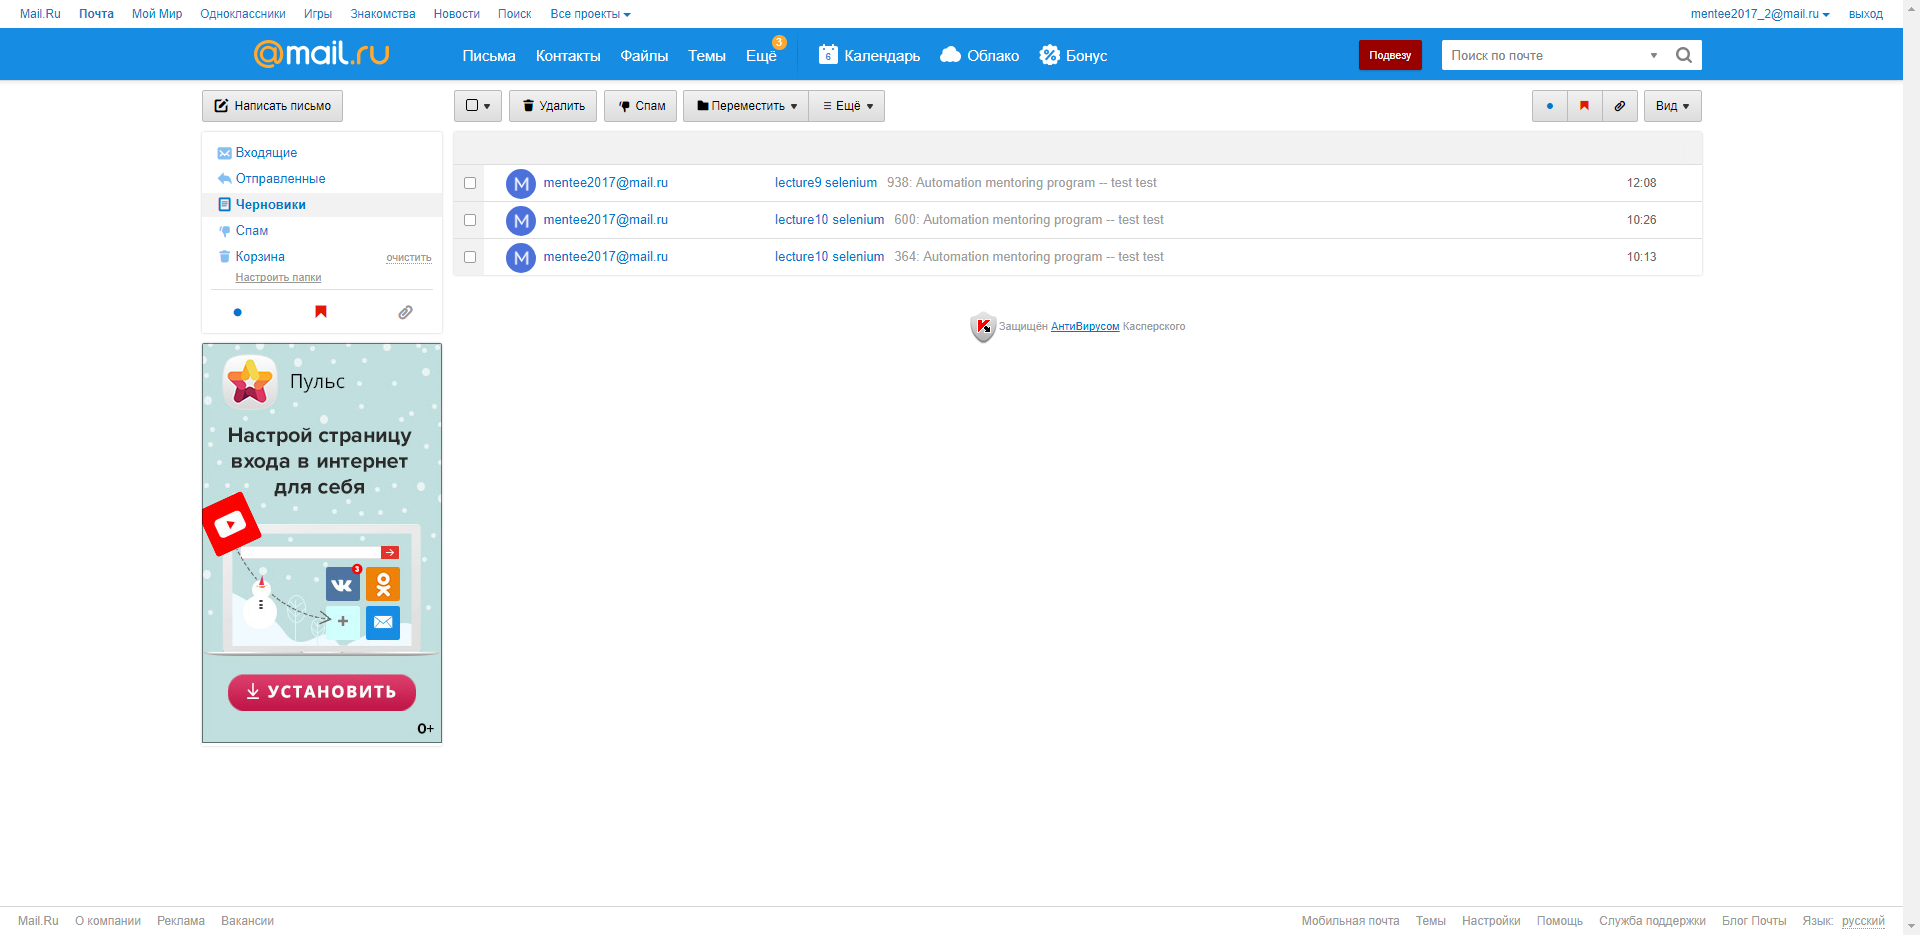 Mail.Ru Почта Мой Мир Одноклассники Игры Знакомства Новости Поиск Все проекты mentee2017_2@mail.ru выход
@mail.ru Письма Контакты Файлы Темы Ещё 3 6 Календарь Облако Бонус Подвезу Поиск по почте
Написать письмо Удалить Спам Переместить Ещё Вид
Входящие
Отправленные
Черновики
Спам
Корзина очистить
Настроить папки
M mentee2017@mail.ru lecture9 selenium 938: Automation mentoring program -- test test 12:08
M mentee2017@mail.ru lecture10 selenium 600: Automation mentoring program -- test test 10:26
M mentee2017@mail.ru lecture10 selenium 364: Automation mentoring program -- test test 10:13
Защищён АнтиВирусом Касперского
Пульс
Настрой страницу
входа в интернет
для себя
3
УСТАНОВИТЬ
0+
Mail.Ru О компании Реклама Вакансии Мобильная почта Темы Настройки Помощь Служба поддержки Блог Почты Язык: русский